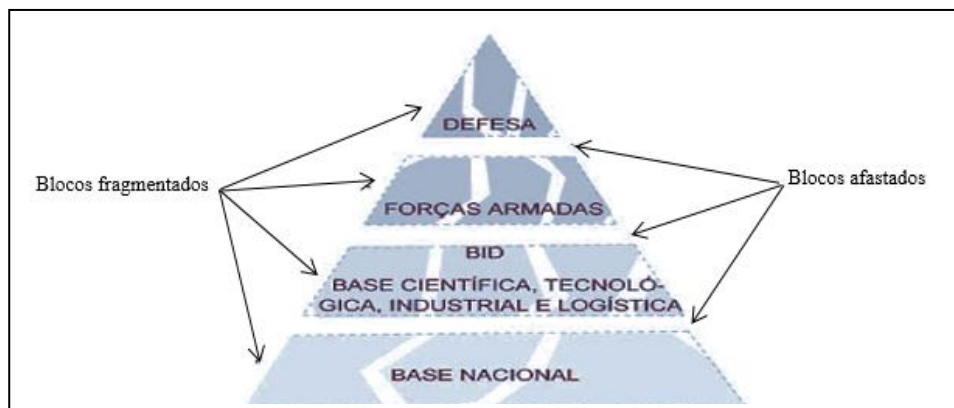 DEFESA
Blocos fragmentados
Blocos afastados
FORÇAS ARMADAS
BID
BASE CIENTÍFICA, TECNOLÓ-
GICA, INDUSTRIAL E LOGÍSTICA
BASE NACIONAL